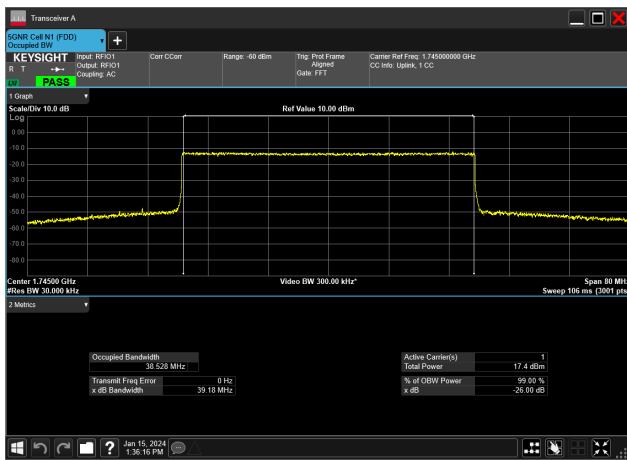 Transceiver A
5GNR Cell N1 (FDD)
Occupied BW
+
KEYSIGHT
R T
LXI
PASS
Input: RFIO1
Output: RFIO1
Coupling: AC
Corr CCorr
Range: -60 dBm
Trig: Prot Frame
Aligned
Gate: FFT
Carrier Ref Freq: 1.745000000 GHz
CC Info: Uplink, 1 CC
1 Graph
Scale/Div 10.0 dB
Ref Value 10.00 dBm
Log
0.00
-10.0
-20.0
-30.0
-40.0
-50.0
-60.0
-70.0
-80.0
Center 1.74500 GHz
Video BW 300.00 kHz*
Span 80 MHz
#Res BW 30.000 kHz
Sweep 106 ms (3001 pts
2 Metrics
Occupied Bandwidth
38.528 MHz
Transmit Freq Error 0 Hz
x dB Bandwidth 39.18 MHz
Active Carrier(s) 1
Total Power 17.4 dBm
% of OBW Power 99.00 %
x dB -26.00 dB
?
Jan 15, 2024
1:36:16 PM